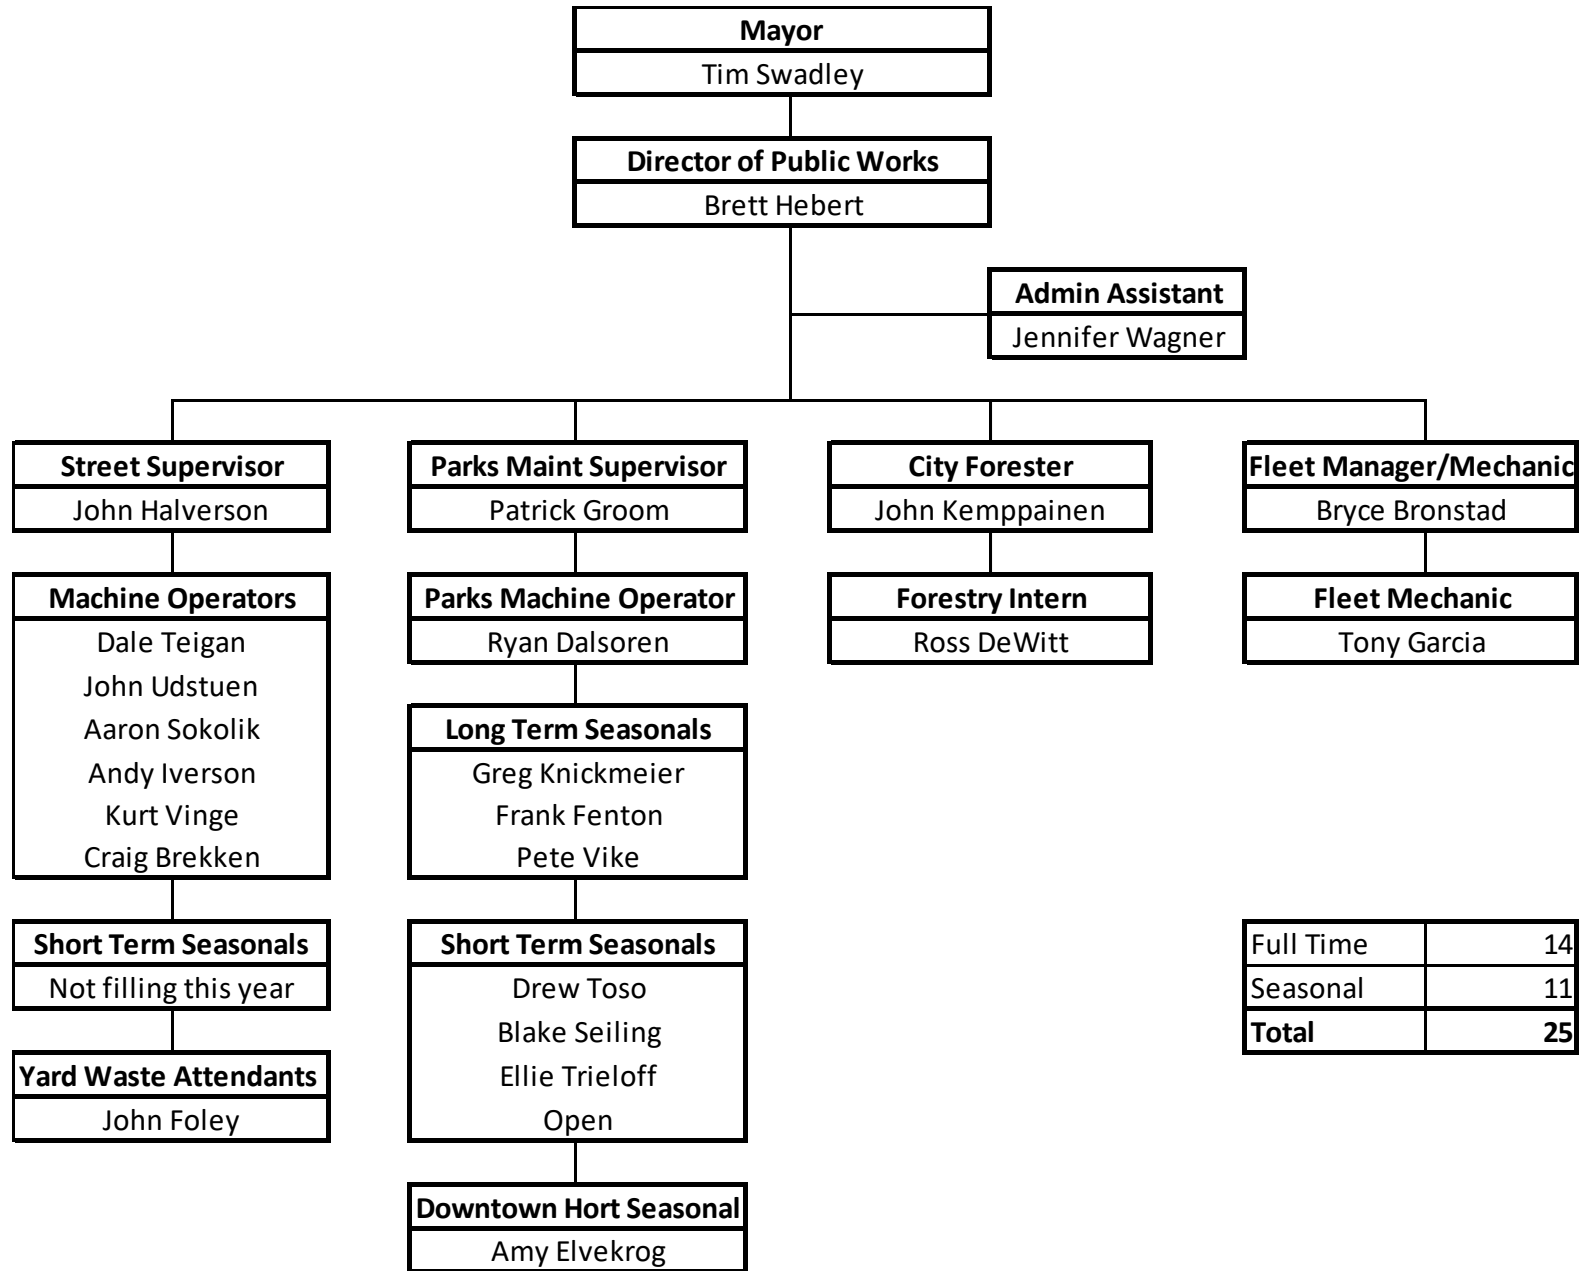 Mayor
Tim Swadley
Director of Public Works
Brett Hebert
Admin Assistant
Jennifer Wagner
Street Supervisor
John Halverson
Machine Operators
Dale Teigan
John Udstuen
Aaron Sokolik
Andy Iverson
Kurt Vinge
Craig Brekken
Short Term Seasonals
Not filling this year
Yard Waste Attendants
John Foley
Parks Maint Supervisor
Patrick Groom
Parks Machine Operator
Ryan Dalsoren
Long Term Seasonals
Greg Knickmeier
Frank Fenton
Pete Vike
Short Term Seasonals
Drew Toso
Blake Seiling
Ellie Trieloff
Open
Downtown Hort Seasonal
Amy Elvekrog
City Forester
John Kemppainen
Forestry Intern
Ross DeWitt
Fleet Manager/Mechanic
Bryce Bronstad
Fleet Mechanic
Tony Garcia
Full Time 14
Seasonal 11
Total 25